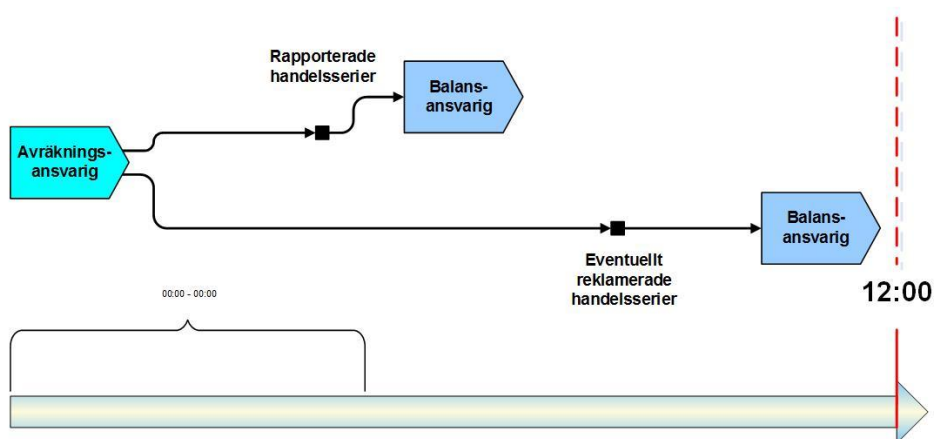 Rapporterade
handelsserier
Balans-
ansvarig
Avräknings-
ansvarig
Balans-
ansvarig
Eventuellt
reklamerade
handelsserier
12:00
00:00 - 00:00